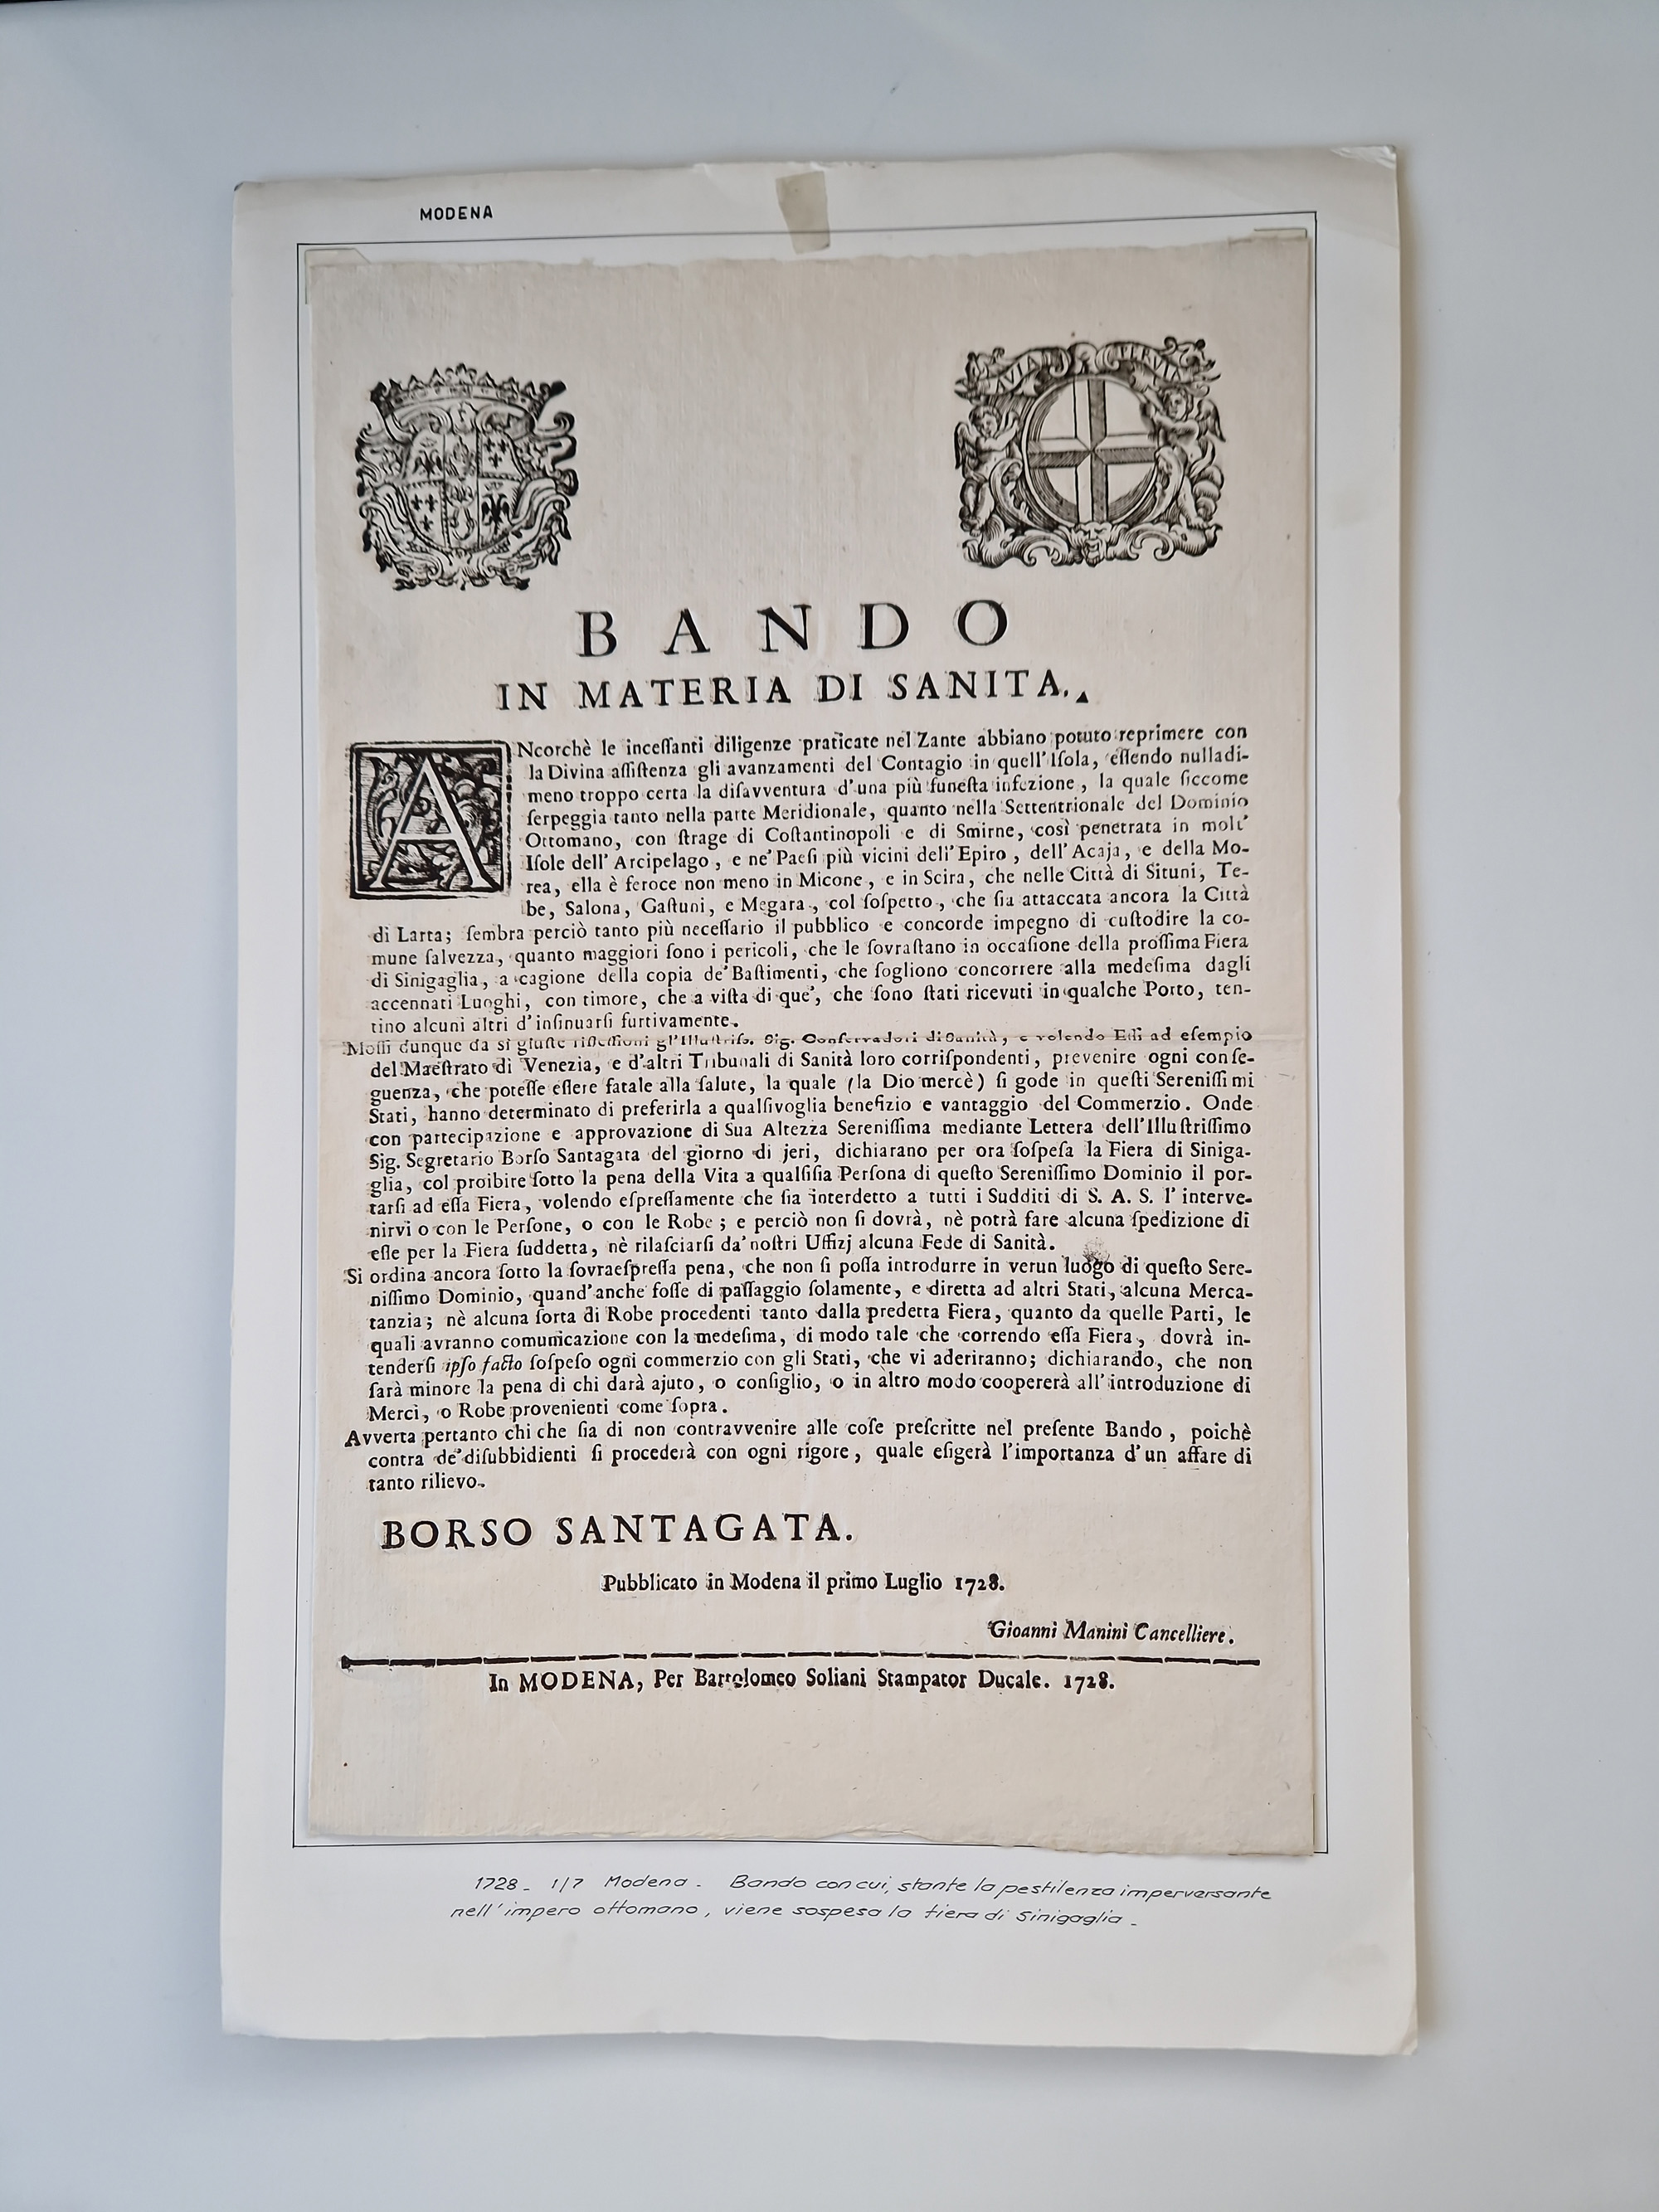 MODENA
AVIA PERVIA
BANDO
IN MATERIA DI SANITA.
ANcorchè le inceſſanti diligenze praticate nel Zante abbiano potuto reprimere con
la Divina aſſiſtenza gli avanzamenti del Contagio in quell'Iſola, eſſendo nulladi-
meno troppo certa la diſavventura d'una più funeſta infezione, la quale ſiccome
ſerpeggia tanto nella parte Meridionale, quanto nella Settentrionale del Dominio
Ottomano, con ſtrage di Coſtantinopoli e di Smirne, così penetrata in molt'
Iſole dell'Arcipelago, e ne' Paeſi più vicini dell'Epiro, dell'Acaja, e della Mo-
rea, ella è feroce non meno in Micone, e in Scira, che nelle Città di Situni, Te-
be, Salona, Gaſtuni, e Megara, col ſoſpetto, che ſia attaccata ancora la Città
di Larta; ſembra perciò tanto più neceſſario il pubblico e concorde impegno di cuſtodire la co-
mune ſalvezza, quanto maggiori ſono i pericoli, che le ſovraſtano in occaſione della proſſima Fiera
di Sinigaglia, a cagione della copia de' Baſtimenti, che ſogliono concorrere alla medeſima dagli
accennati Luoghi, con timore, che a viſta di que', che ſono ſtati ricevuti in qualche Porto, ten-
tino alcuni altri d'inſinuarſi furtivamente.
Moſſi dunque da sì giuſte rifleſſioni gl'Illuſtriſs. Sig. Conſervadori di Sanità, e volendo Eſſi ad eſempio
del Maeſtrato di Venezia, e d'altri Tribunali di Sanità loro corriſpondenti, prevenire ogni conſe-
guenza, che poteſſe eſſere fatale alla ſalute, la quale (la Dio mercè) ſi gode in queſti Sereniſſimi
Stati, hanno determinato di preferirla a qualſivoglia benefizio e vantaggio del Commerzio. Onde
con partecipazione e approvazione di Sua Altezza Sereniſſima mediante Lettera dell'Illuſtriſſimo
Sig. Segretario Borſo Santagata del giorno di jeri, dichiarano per ora ſoſpeſa la Fiera di Siniga-
glia, col proibire ſotto la pena della Vita a qualſiſia Perſona di queſto Sereniſſimo Dominio il por-
tarſi ad eſſa Fiera, volendo eſpreſſamente che ſia interdetto a tutti i Sudditi di S. A. S. l'interve-
nirvi o con le Perſone, o con le Robe; e perciò non ſi dovrà, nè potrà fare alcuna ſpedizione di
eſſe per la Fiera ſuddetta, nè rilaſciarſi da' noſtri Uffizj alcuna Fede di Sanità.
Si ordina ancora ſotto la ſovraeſpreſſa pena, che non ſi poſſa introdurre in verun luogo di queſto Sere-
niſſimo Dominio, quand'anche foſſe di paſſaggio ſolamente, e diretta ad altri Stati, alcuna Merca-
tanzia; nè alcuna ſorta di Robe procedenti tanto dalla predetta Fiera, quanto da quelle Parti, le
quali avranno comunicazione con la medeſima, di modo tale che correndo eſſa Fiera, dovrà in-
tenderſi ipſo facto ſoſpeſo ogni commerzio con gli Stati, che vi aderiranno; dichiarando, che non
ſarà minore la pena di chi darà ajuto, o conſiglio, o in altro modo coopererà all'introduzione di
Merci, o Robe provenienti come ſopra.
Avverta pertanto chi che ſia di non contravvenire alle coſe preſcritte nel preſente Bando, poichè
contra de' diſubbidienti ſi procederà con ogni rigore, quale eſigerà l'importanza d'un affare di
tanto rilievo.
BORSO SANTAGATA.
Pubblicato in Modena il primo Luglio 1728.
Gioanni Manini Cancelliere.
In MODENA, Per Bartolomeo Soliani Stampator Ducale. 1728.
1728 - 1/7 Modena - Bando con cui, stante la pestilenza imperversante
nell'impero ottomano, viene sospesa la fiera di Sinigaglia -